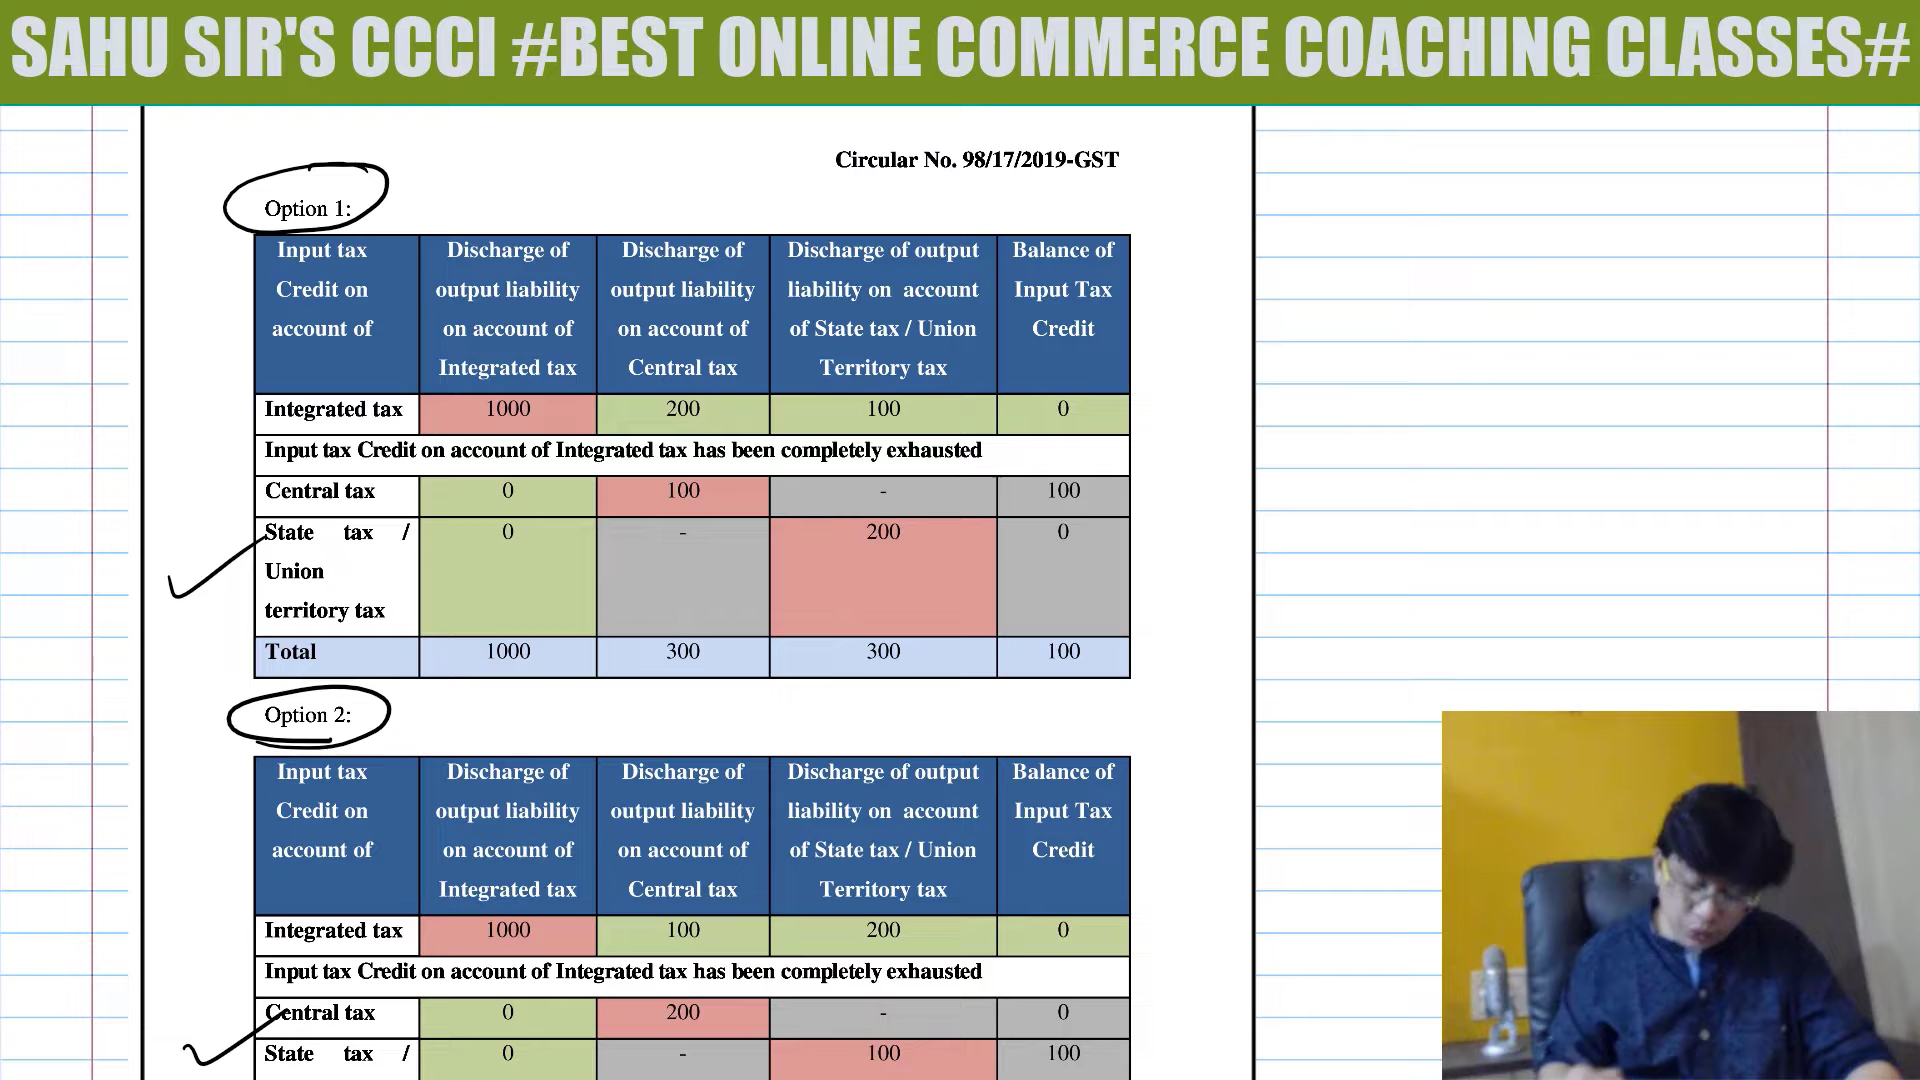 SAHU SIR'S CCCI #BEST ONLINE COMMERCE COACHING CLASSES#
Circular No. 98/17/2019-GST
Option 1:
Input tax Credit on account of | Discharge of output liability on account of Integrated tax | Discharge of output liability on account of Central tax | Discharge of output liability on account of State tax / Union Territory tax | Balance of Input Tax Credit
Integrated tax 1000 200 100 0
Input tax Credit on account of Integrated tax has been completely exhausted
Central tax 0 100 - 100
State tax / Union territory tax 0 - 200 0
Total 1000 300 300 100
Option 2:
Input tax Credit on account of | Discharge of output liability on account of Integrated tax | Discharge of output liability on account of Central tax | Discharge of output liability on account of State tax / Union Territory tax | Balance of Input Tax Credit
Integrated tax 1000 100 200 0
Input tax Credit on account of Integrated tax has been completely exhausted
Central tax 0 200 - 0
State tax / 0 - 100 100